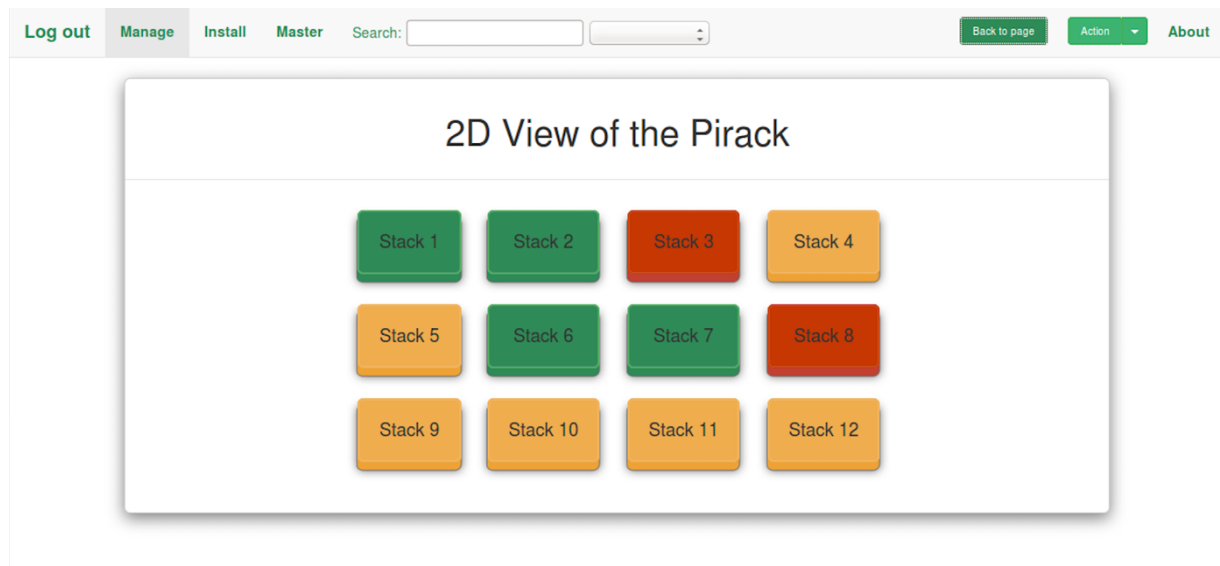 Log out Manage Install Master Search: Back to page Action About
2D View of the Pirack
Stack 1 Stack 2 Stack 3 Stack 4
Stack 5 Stack 6 Stack 7 Stack 8
Stack 9 Stack 10 Stack 11 Stack 12